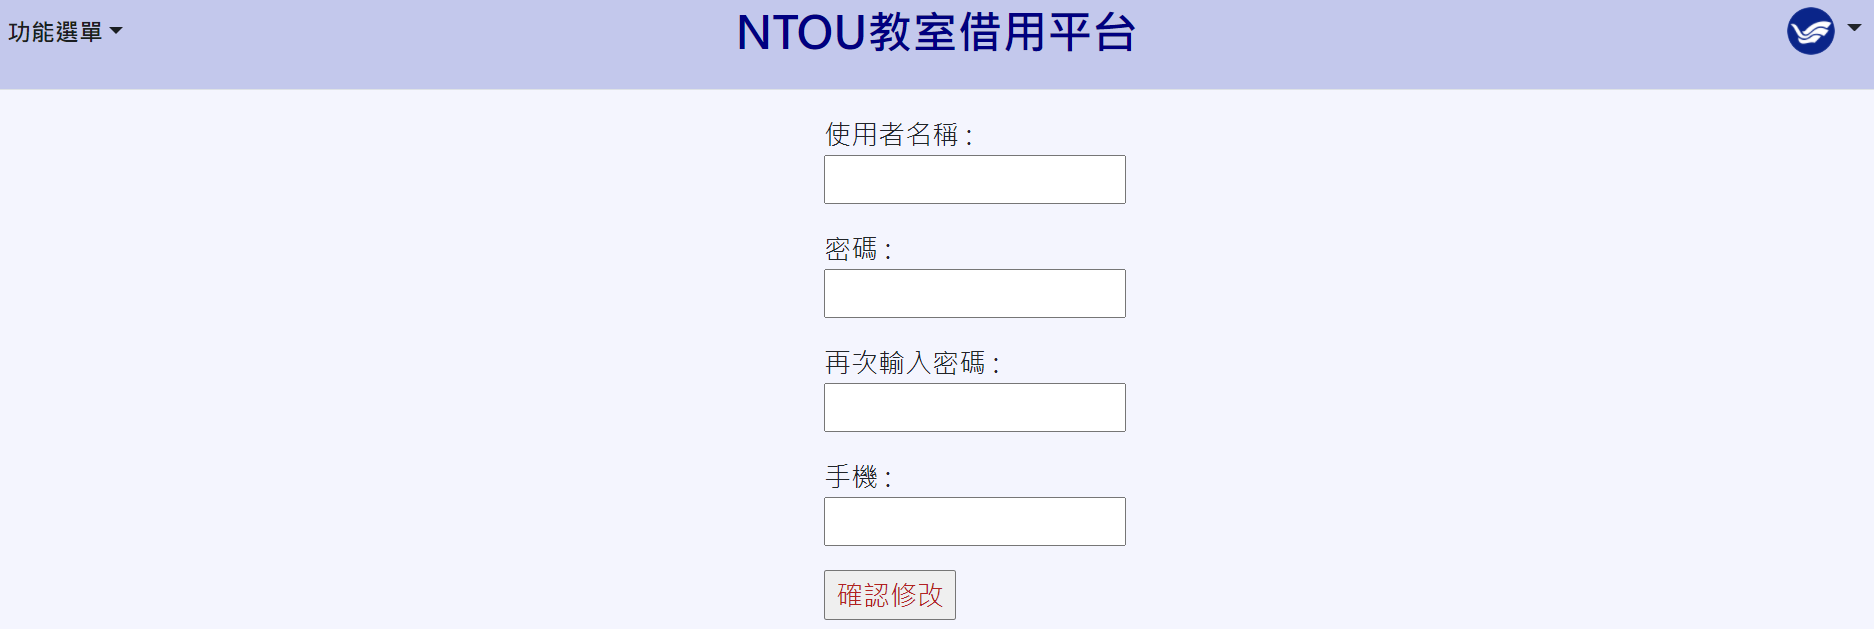 功能選單
NTOU教室借用平台
使用者名稱 :
密碼 :
再次輸入密碼 :
手機 :
確認修改